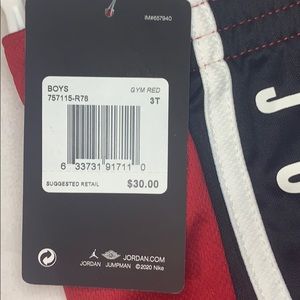 IM#657940
BOYS GYM RED
757115-R78 3T
6 33731 91711 0
SUGGESTED RETAIL $30.00
JORDAN.COM
JORDAN JUMPMAN ©2020 Nike
J
O